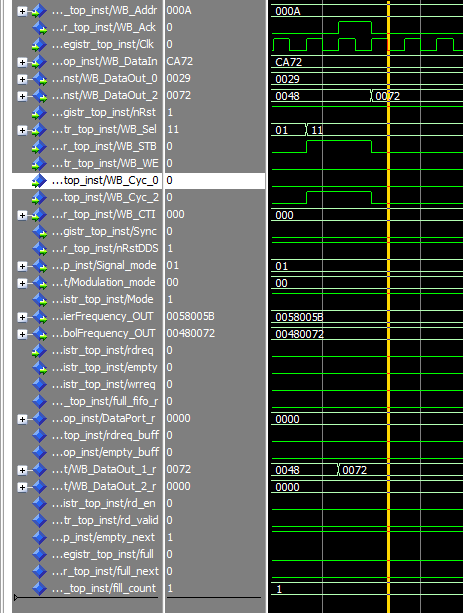 ..._top_inst/WB_Addr 000A 000A
...r_top_inst/WB_Ack 0
...egistr_top_inst/Clk 0
...op_inst/WB_DataIn CA72 CA72
...nst/WB_DataOut_0 0029 0029
...nst/WB_DataOut_2 0072 0048 0072
...gistr_top_inst/nRst 1
...tr_top_inst/WB_Sel 11 01 11
...r_top_inst/WB_STB 0
...tr_top_inst/WB_WE 0
...top_inst/WB_Cyc_0 0
...top_inst/WB_Cyc_2 0
...r_top_inst/WB_CTI 000 000
...gistr_top_inst/Sync 0
...r_top_inst/nRstDDS 1
...p_inst/Signal_mode 01 01
...t/Modulation_mode 00 00
...istr_top_inst/Mode 1
...ierFrequency_OUT 0058005B 0058005B
...bolFrequency_OUT 00480072 00480072
...istr_top_inst/rdreq 0
...istr_top_inst/empty 0
...istr_top_inst/wrreq 0
..._top_inst/full_fifo_r 0
...op_inst/DataPort_r 0000 0000
...top_inst/rdreq_buff 0
...op_inst/empty_buff 0
...t/WB_DataOut_1_r 0072 0048 0072
...t/WB_DataOut_2_r 0000 0000
...istr_top_inst/rd_en 0
...tr_top_inst/rd_valid 0
...p_inst/empty_next 1
...egistr_top_inst/full 0
...r_top_inst/full_next 0
..._top_inst/fill_count 1 1